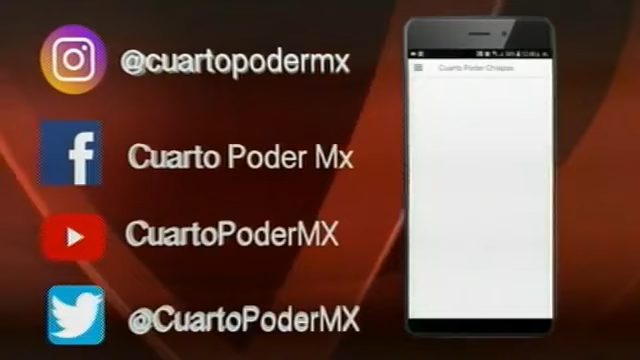 @cuartopodermx
Cuarto Poder Mx
CuartoPoderMX
@CuartoPoderMX
Cuarto Poder Chiapas